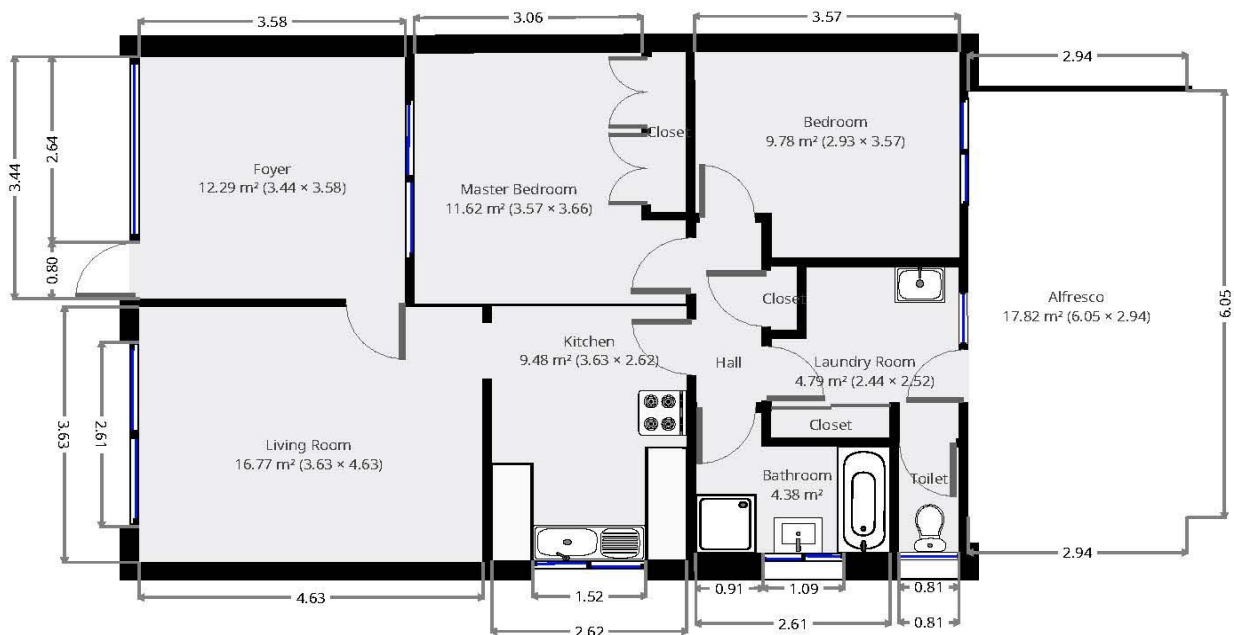 3.58
3.06
3.57
2.94
3.44
2.64
0.80
Foyer
12.29 m² (3.44 × 3.58)
Master Bedroom
11.62 m² (3.57 × 3.66)
Closet
Bedroom
9.78 m² (2.93 × 3.57)
Closet
Alfresco
17.82 m² (6.05 × 2.94)
6.05
Kitchen
9.48 m² (3.63 × 2.62)
Hall
Laundry Room
4.79 m² (2.44 × 2.52)
Closet
3.63
2.61
Living Room
16.77 m² (3.63 × 4.63)
Bathroom
4.38 m²
Toilet
2.94
4.63
1.52
2.62
0.91
1.09
2.61
0.81
0.81